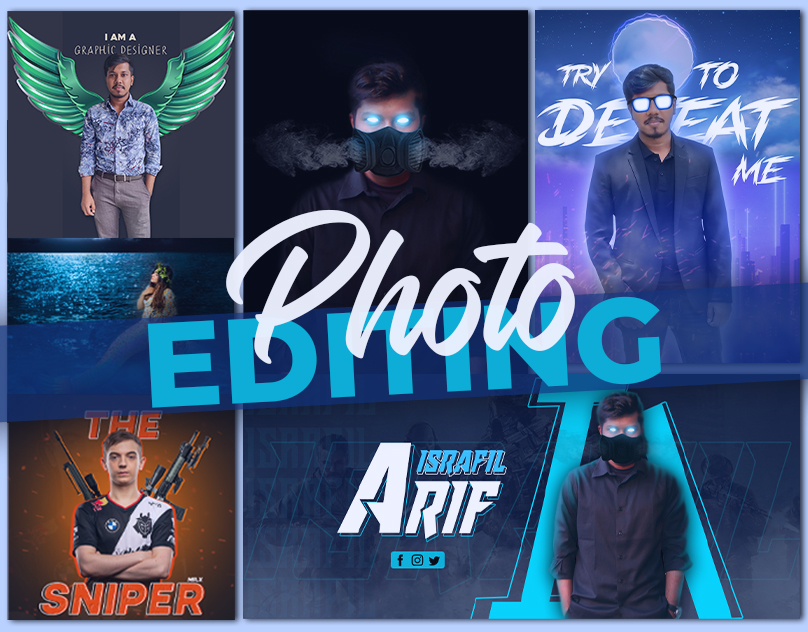 I AM A
GRAPHIC DESIGNER
TRY TO
DEFEAT
ME
Photo
EDITING
THE
SNIPER
ISRAFIL
ARIF